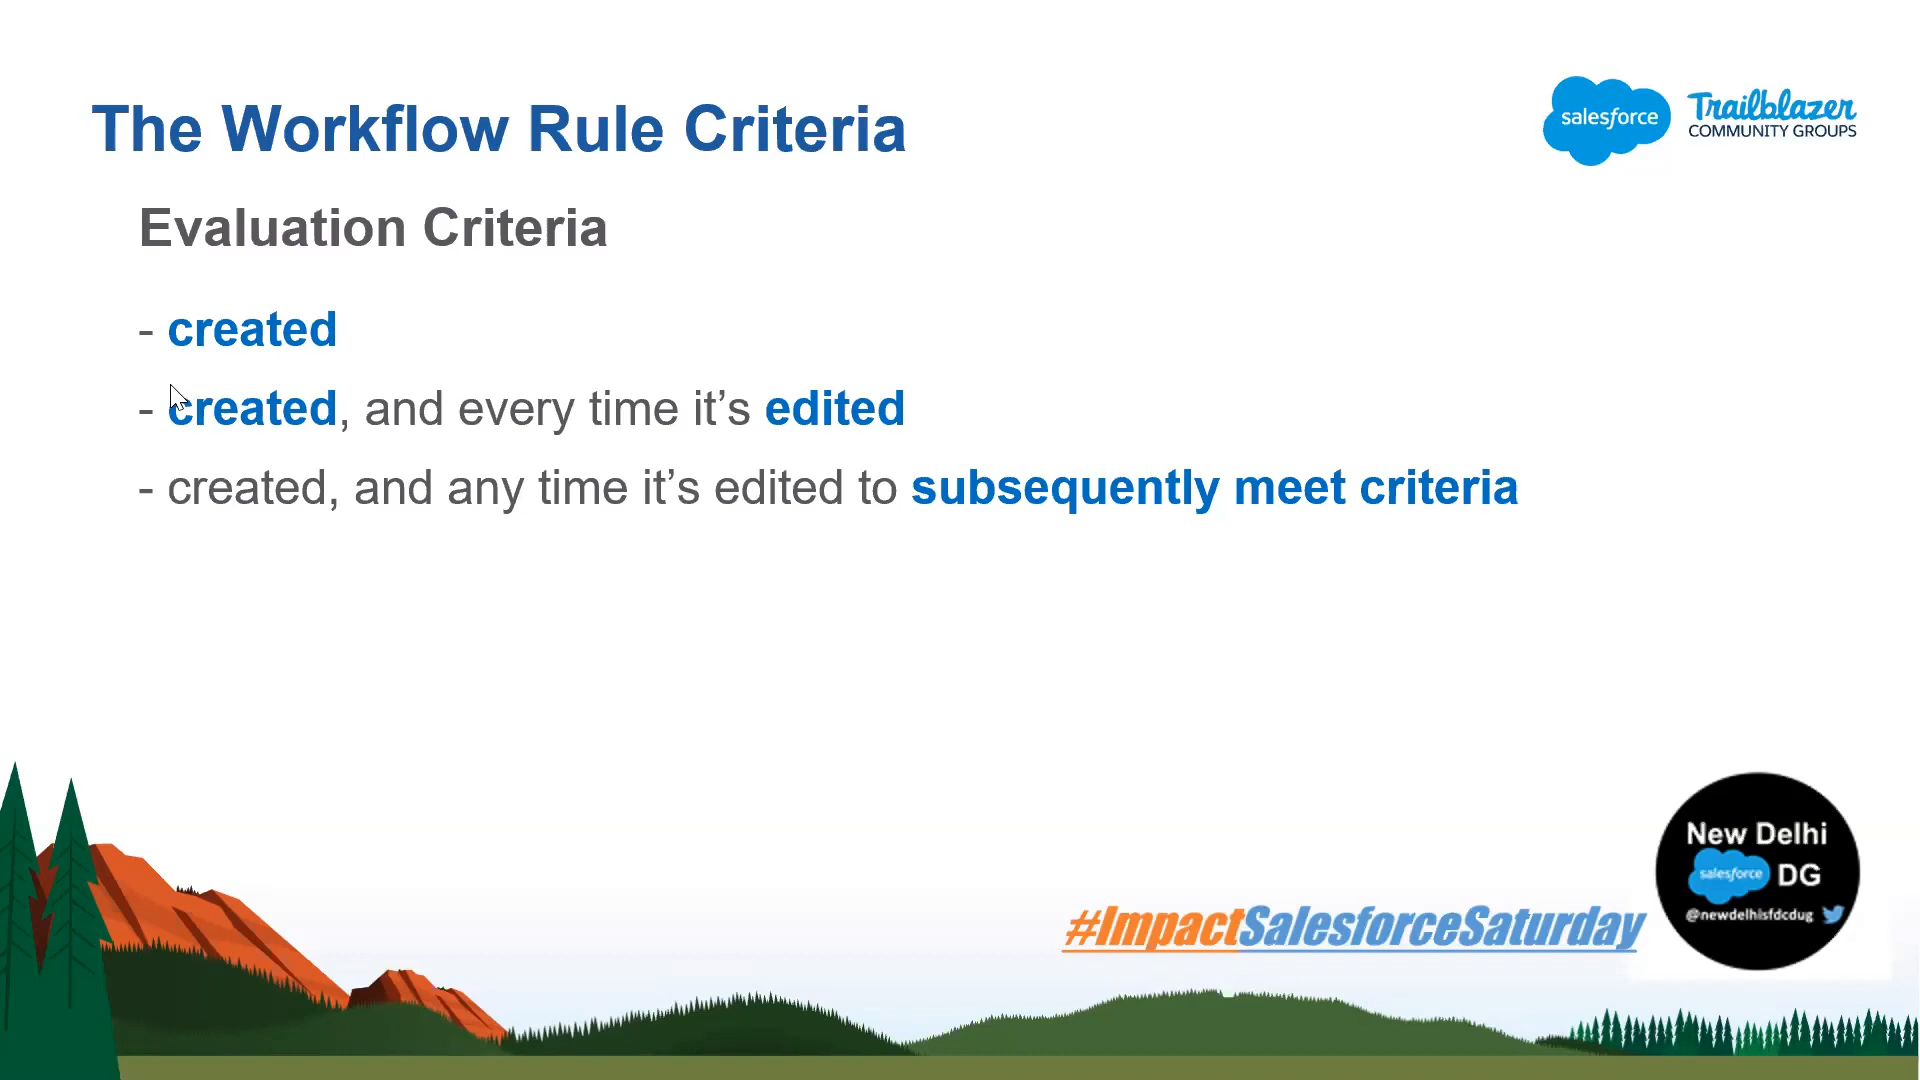 The Workflow Rule Criteria
salesforce
Trailblazer
COMMUNITY GROUPS
Evaluation Criteria
- created
- created, and every time it’s edited
- created, and any time it’s edited to subsequently meet criteria
#ImpactSalesforceSaturday
New Delhi
salesforce DG
@newdelhisfdcdug